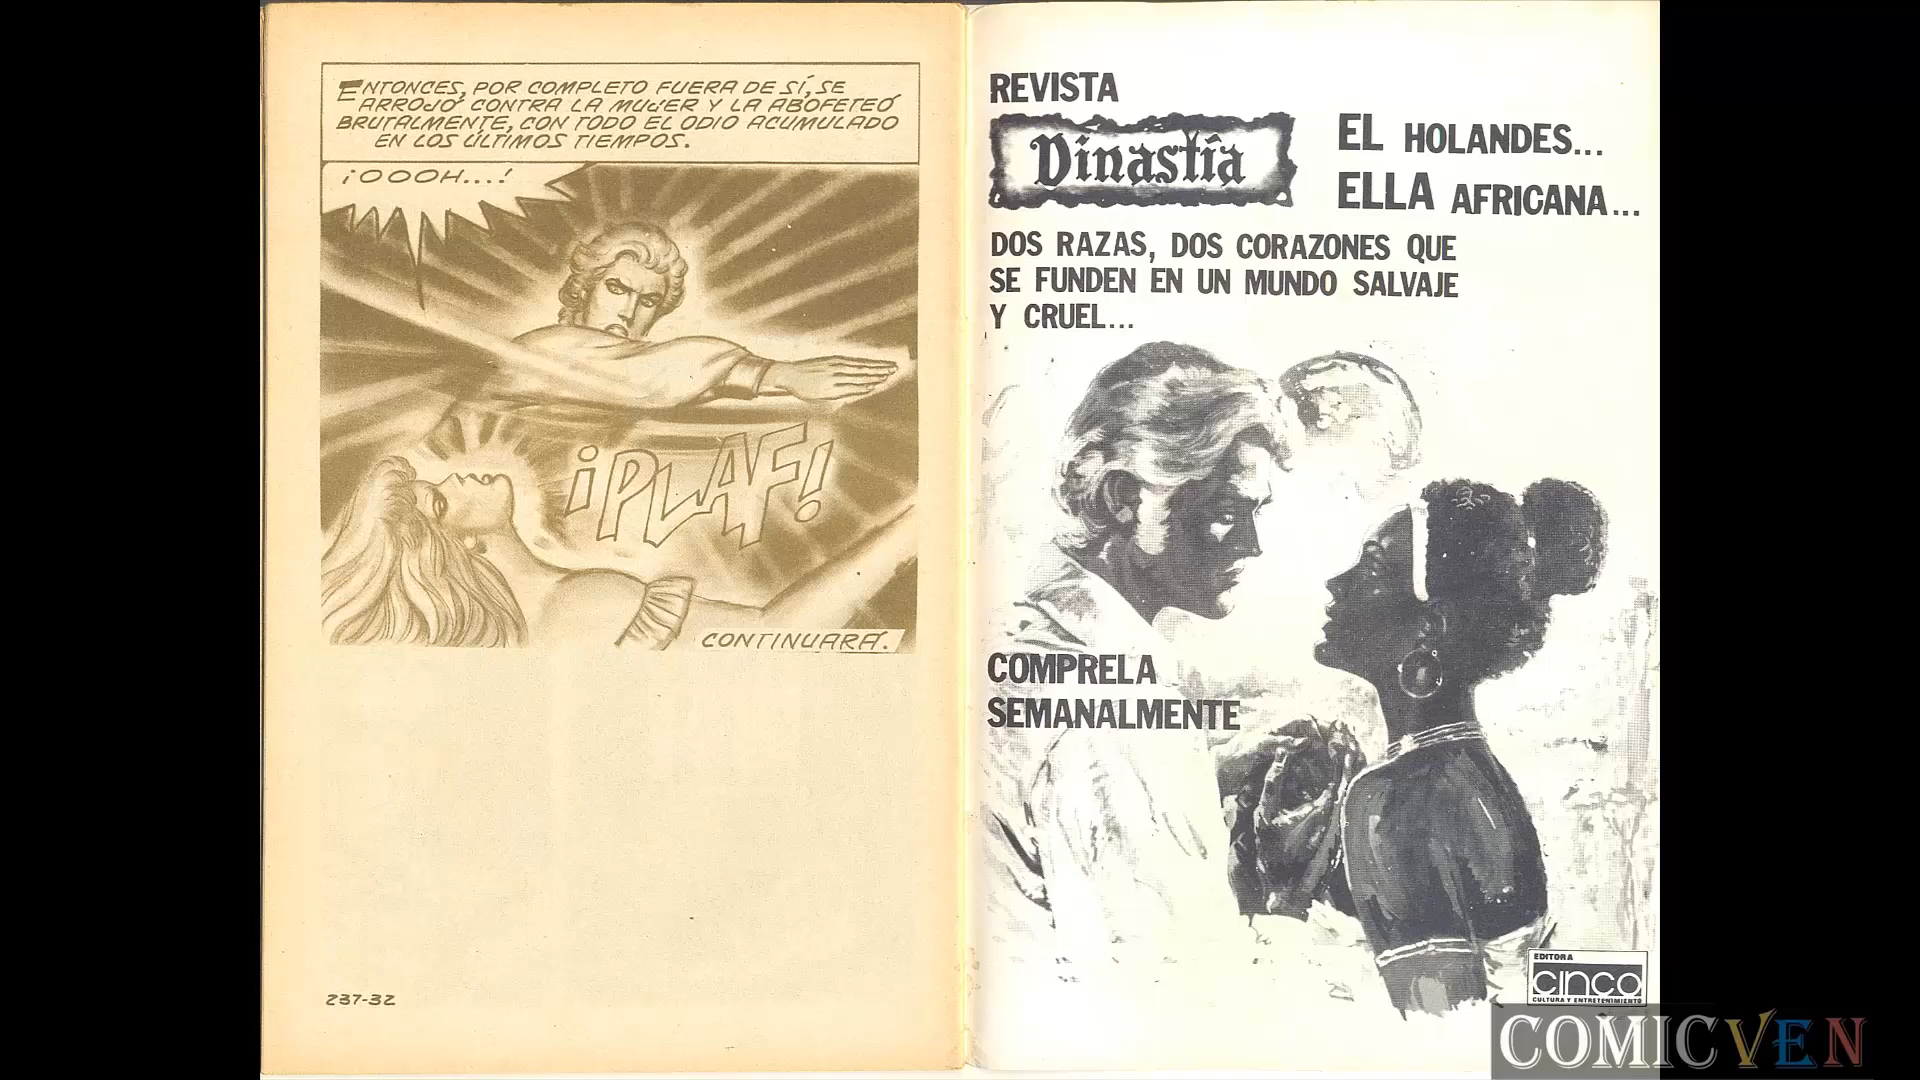 ENTONCES, POR COMPLETO FUERA DE SÍ, SE
ARROJÓ CONTRA LA MUJER Y LA ABOFETEÓ
BRUTALMENTE, CON TODO EL ODIO ACUMULADO
EN LOS ÚLTIMOS TIEMPOS.
¡OOOH....!
¡PLAF!
CONTINUARÁ.
237-32
REVISTA
Dinastía
EL HOLANDES...
ELLA AFRICANA...
DOS RAZAS, DOS CORAZONES QUE
SE FUNDEN EN UN MUNDO SALVAJE
Y CRUEL...
COMPRELA
SEMANALMENTE
EDITORA
cinco
CULTURA Y ENTRETENIMIENTO
COMICVEN